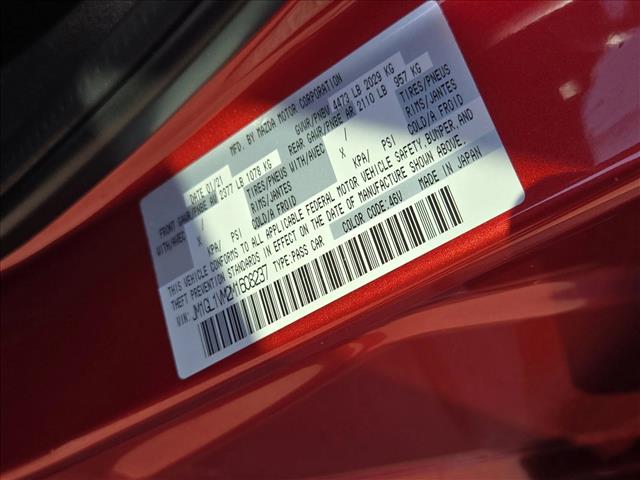 MFD. BY MAZDA MOTOR CORPORATION
DATE 01/21 GVWR/PNBV 4473 LB 2029 KG
FRONT GAWR/PNBE AV 2377 LB 1078 KG REAR GAWR/PNBE AR 2110 LB 957 KG
WITH/AVEC TIRES/PNEUS WITH/AVEC TIRES/PNEUS
/ RIMS/JANTES / RIMS/JANTES
X COLD/A FROID X COLD/A FROID
KPA/ PSI KPA/ PSI
THIS VEHICLE CONFORMS TO ALL APPLICABLE FEDERAL MOTOR VEHICLE SAFETY, BUMPER, AND
THEFT PREVENTION STANDARDS IN EFFECT ON THE DATE OF MANUFACTURE SHOWN ABOVE.
VIN: TYPE:PASS CAR COLOR CODE:46V MADE IN JAPAN